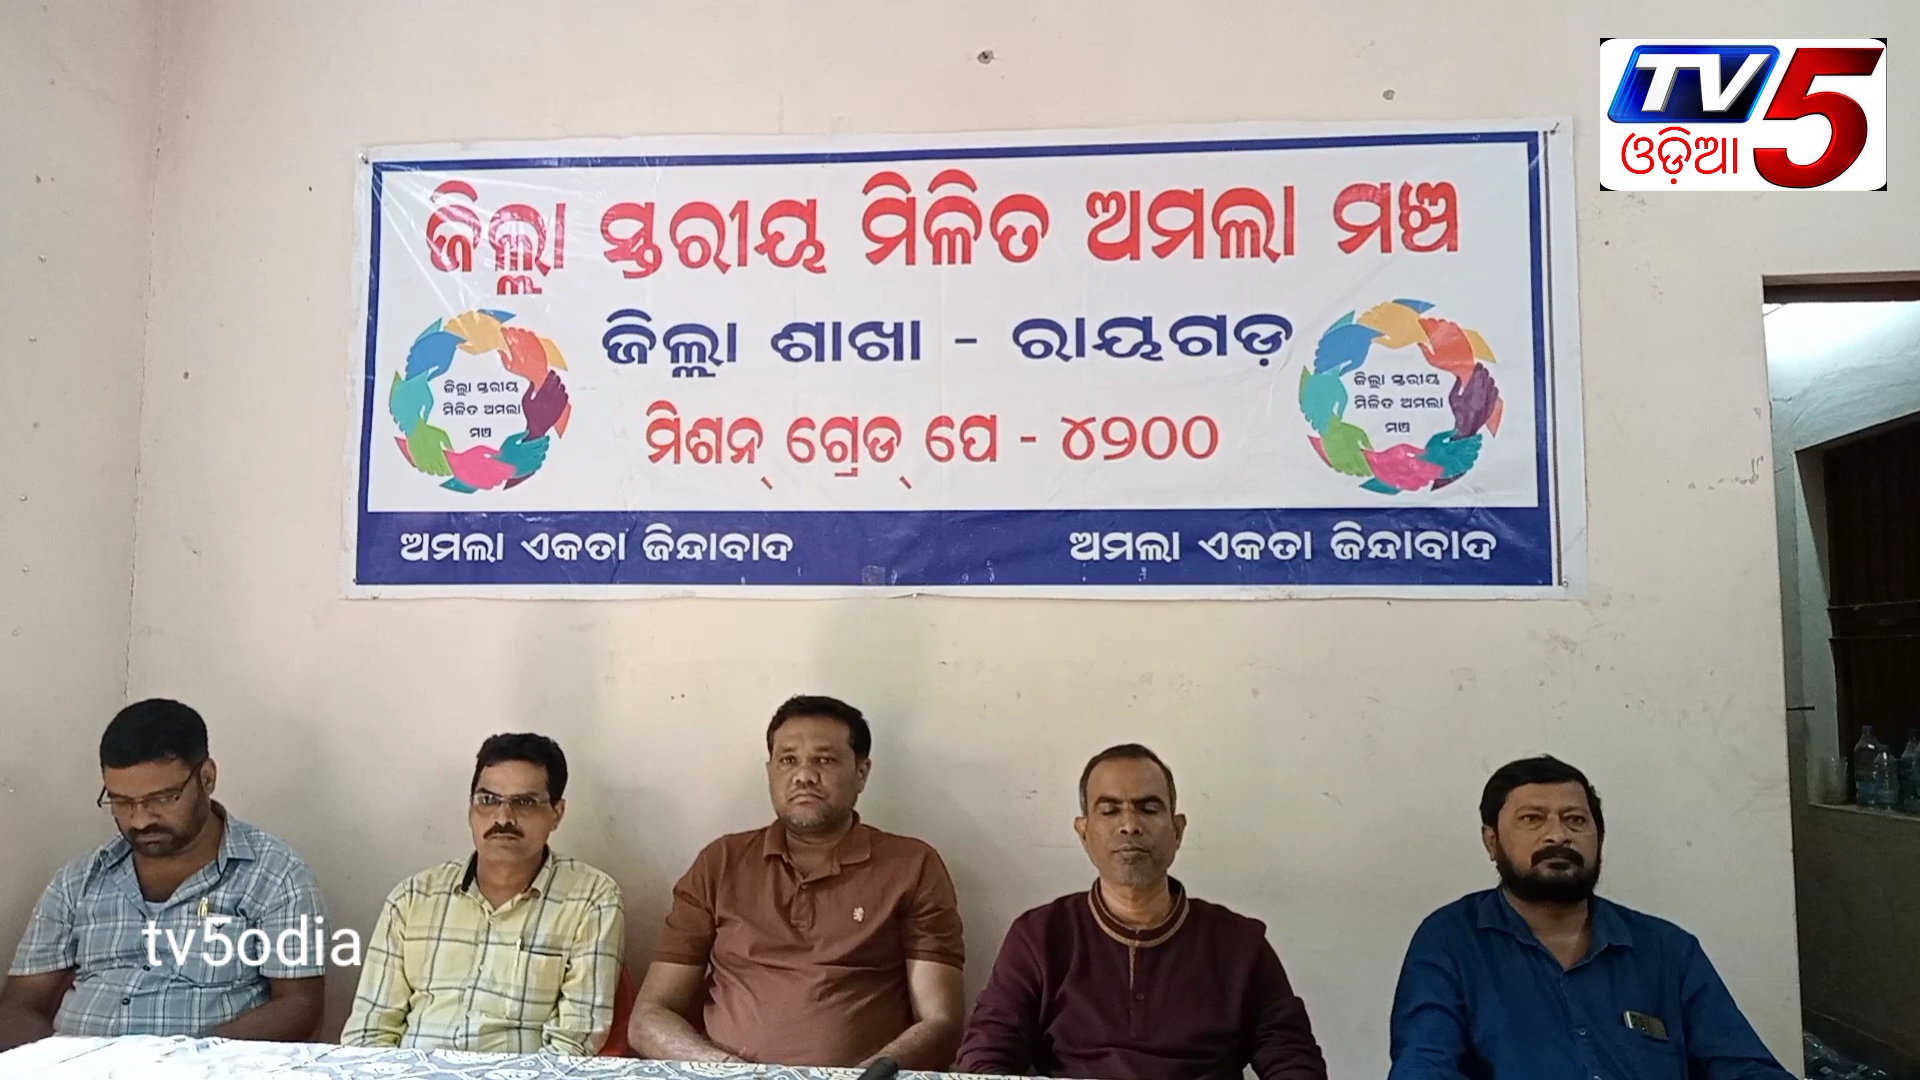 TV5
ଓଡ଼ିଆ
ଜିଲ୍ଲା ସ୍ତରୀୟ ମିଳିତ ଅମଲା ମଞ୍ଚ
ଜିଲ୍ଲା ଶାଖା - ରାୟଗଡ଼
ଜିଲ୍ଲା ସ୍ତରୀୟ
ମିଳିତ ଅମଲା
ମଞ୍ଚ
ମିଶନ୍ ଗ୍ରେଡ୍ ପେ - ୪୨୦୦
ଜିଲ୍ଲା ସ୍ତରୀୟ
ମିଳିତ ଅମଲା
ମଞ୍ଚ
ଅମଲା ଏକତା ଜିନ୍ଦାବାଦ ଅମଲା ଏକତା ଜିନ୍ଦାବାଦ
tv5odia